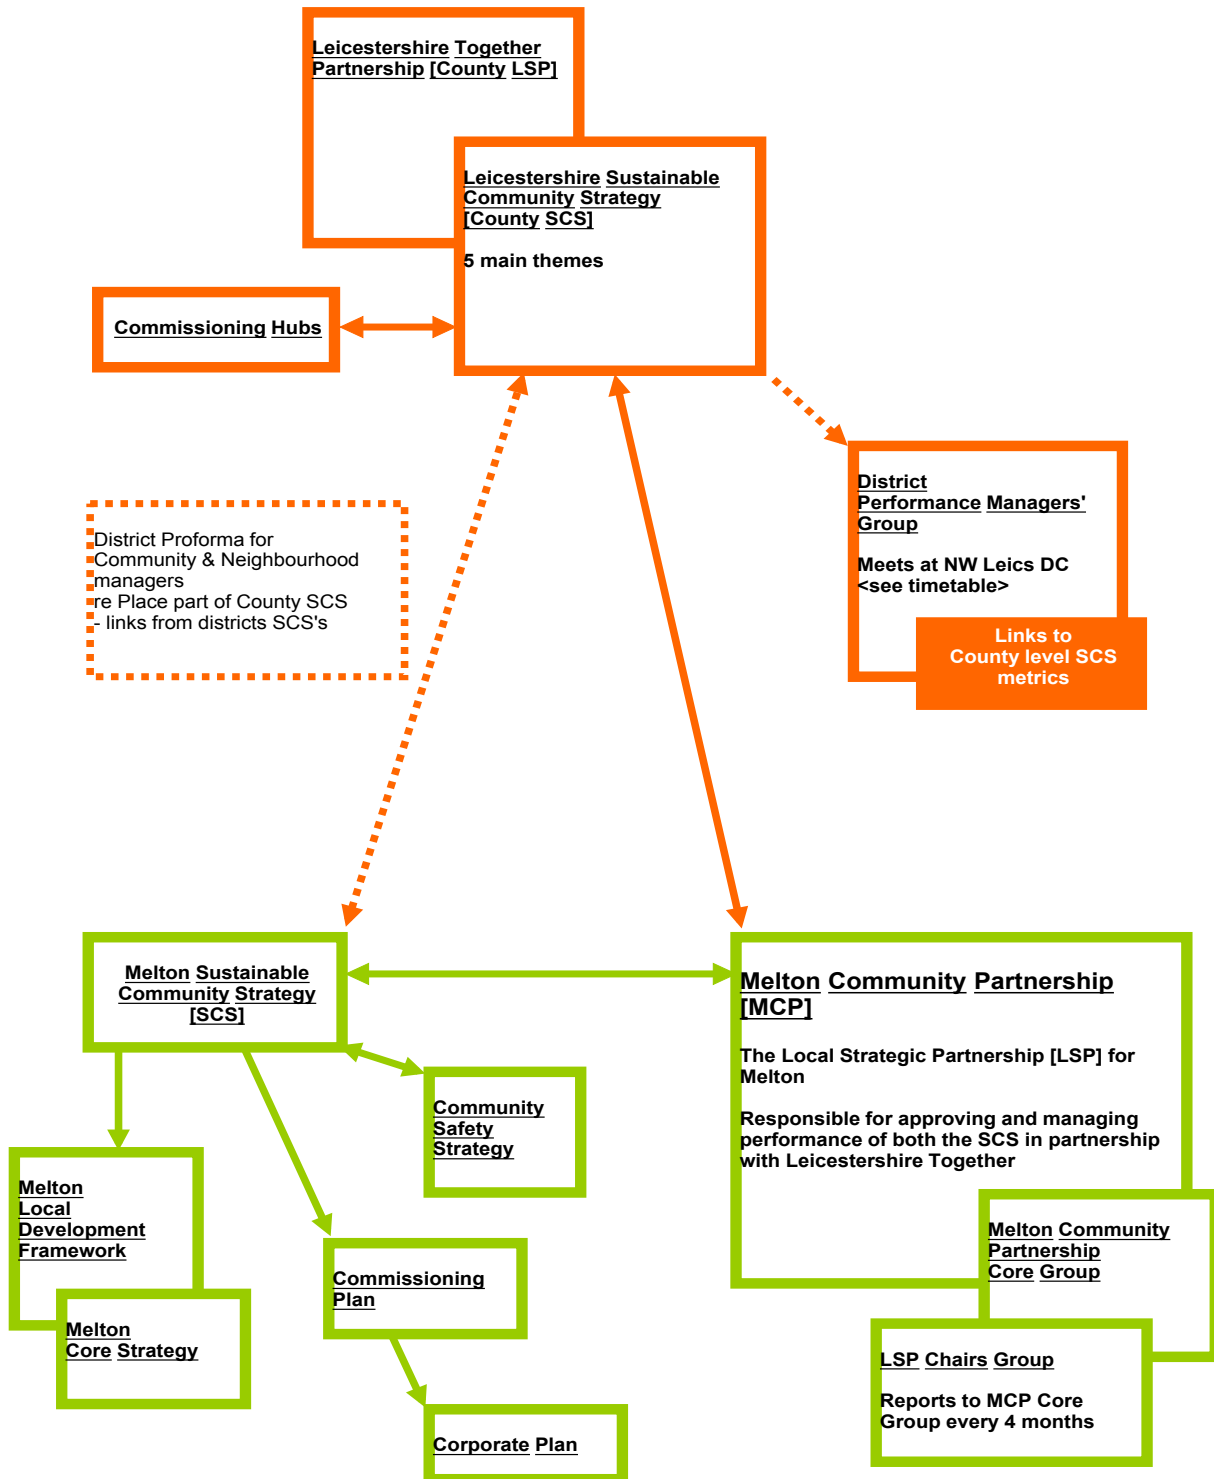 Leicestershire Together
Partnership [County LSP]
Leicestershire Sustainable
Community Strategy
[County SCS]
5 main themes
Commissioning Hubs
District
Performance Managers'
Group
Meets at NW Leics DC
<see timetable>
Links to
County level SCS
metrics
District Proforma for
Community & Neighbourhood
managers
re Place part of County SCS
- links from districts SCS's
Melton Sustainable
Community Strategy
[SCS]
Melton Community Partnership
[MCP]
The Local Strategic Partnership [LSP] for
Melton
Responsible for approving and managing
performance of both the SCS in partnership
with Leicestershire Together
Community
Safety
Strategy
Melton
Local
Development
Framework
Melton
Core Strategy
Commissioning
Plan
Corporate Plan
Melton Community
Partnership
Core Group
LSP Chairs Group
Reports to MCP Core
Group every 4 months